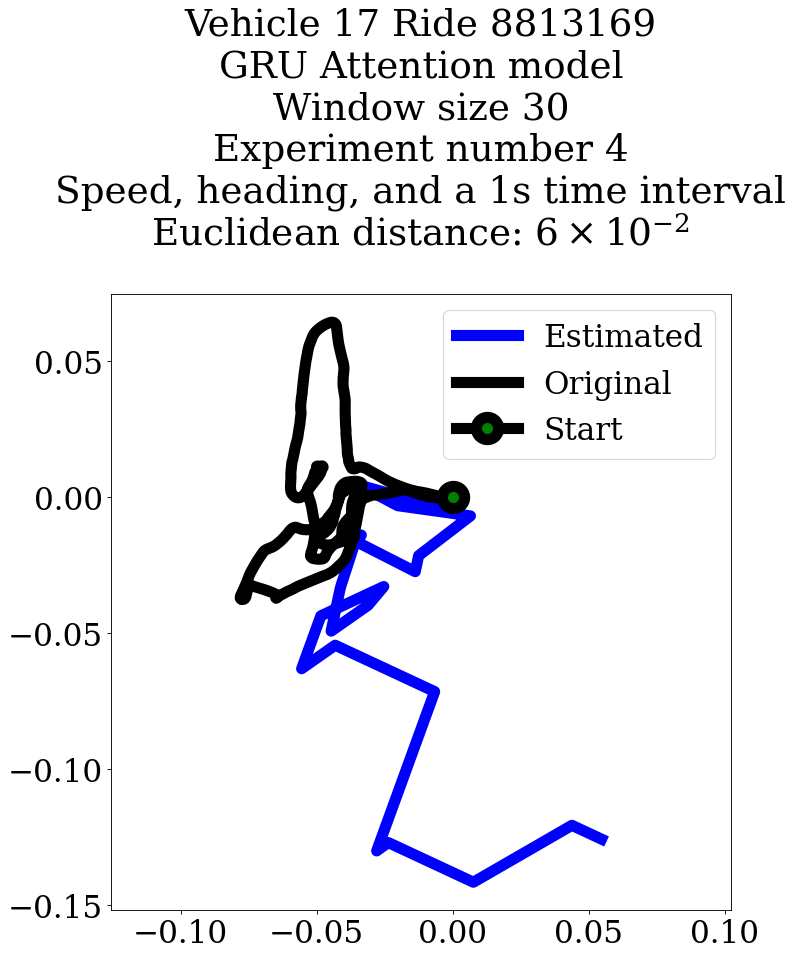 Vehicle 17 Ride 8813169
GRU Attention model
Window size 30
Experiment number 4
Speed, heading, and a 1s time interval
Euclidean distance: 6 × 10⁻²
Estimated
Original
Start
0.05
0.00
−0.05
−0.10
−0.15
−0.10 −0.05 0.00 0.05 0.10